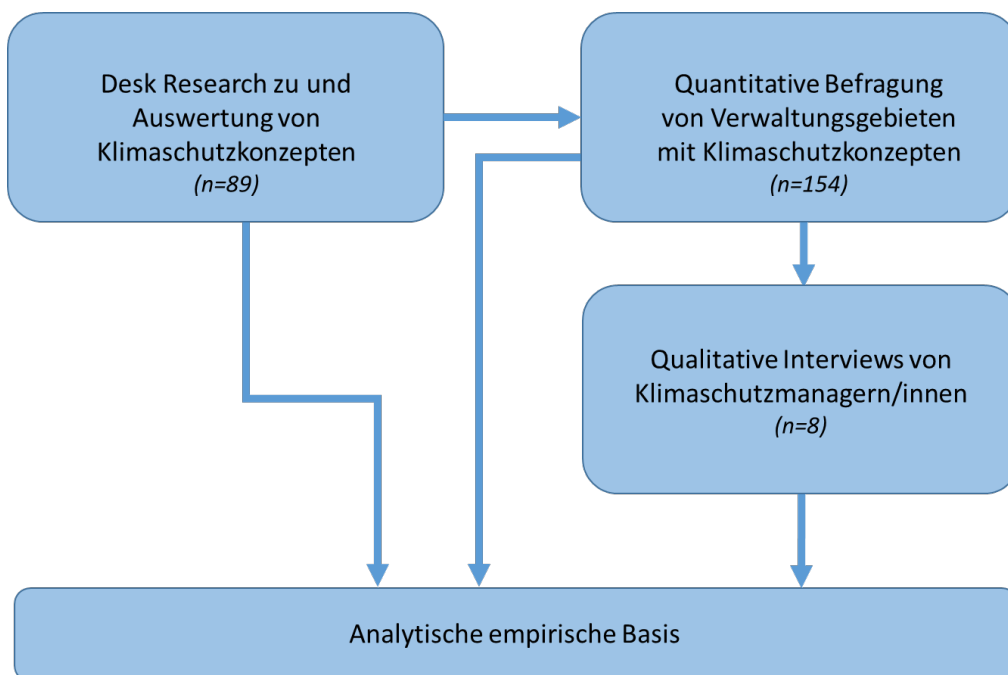 Desk Research zu und
Auswertung von
Klimaschutzkonzepten
(n=89)
Quantitative Befragung
von Verwaltungsgebieten
mit Klimaschutzkonzepten
(n=154)
Qualitative Interviews von
Klimaschutzmanagern/innen
(n=8)
Analytische empirische Basis